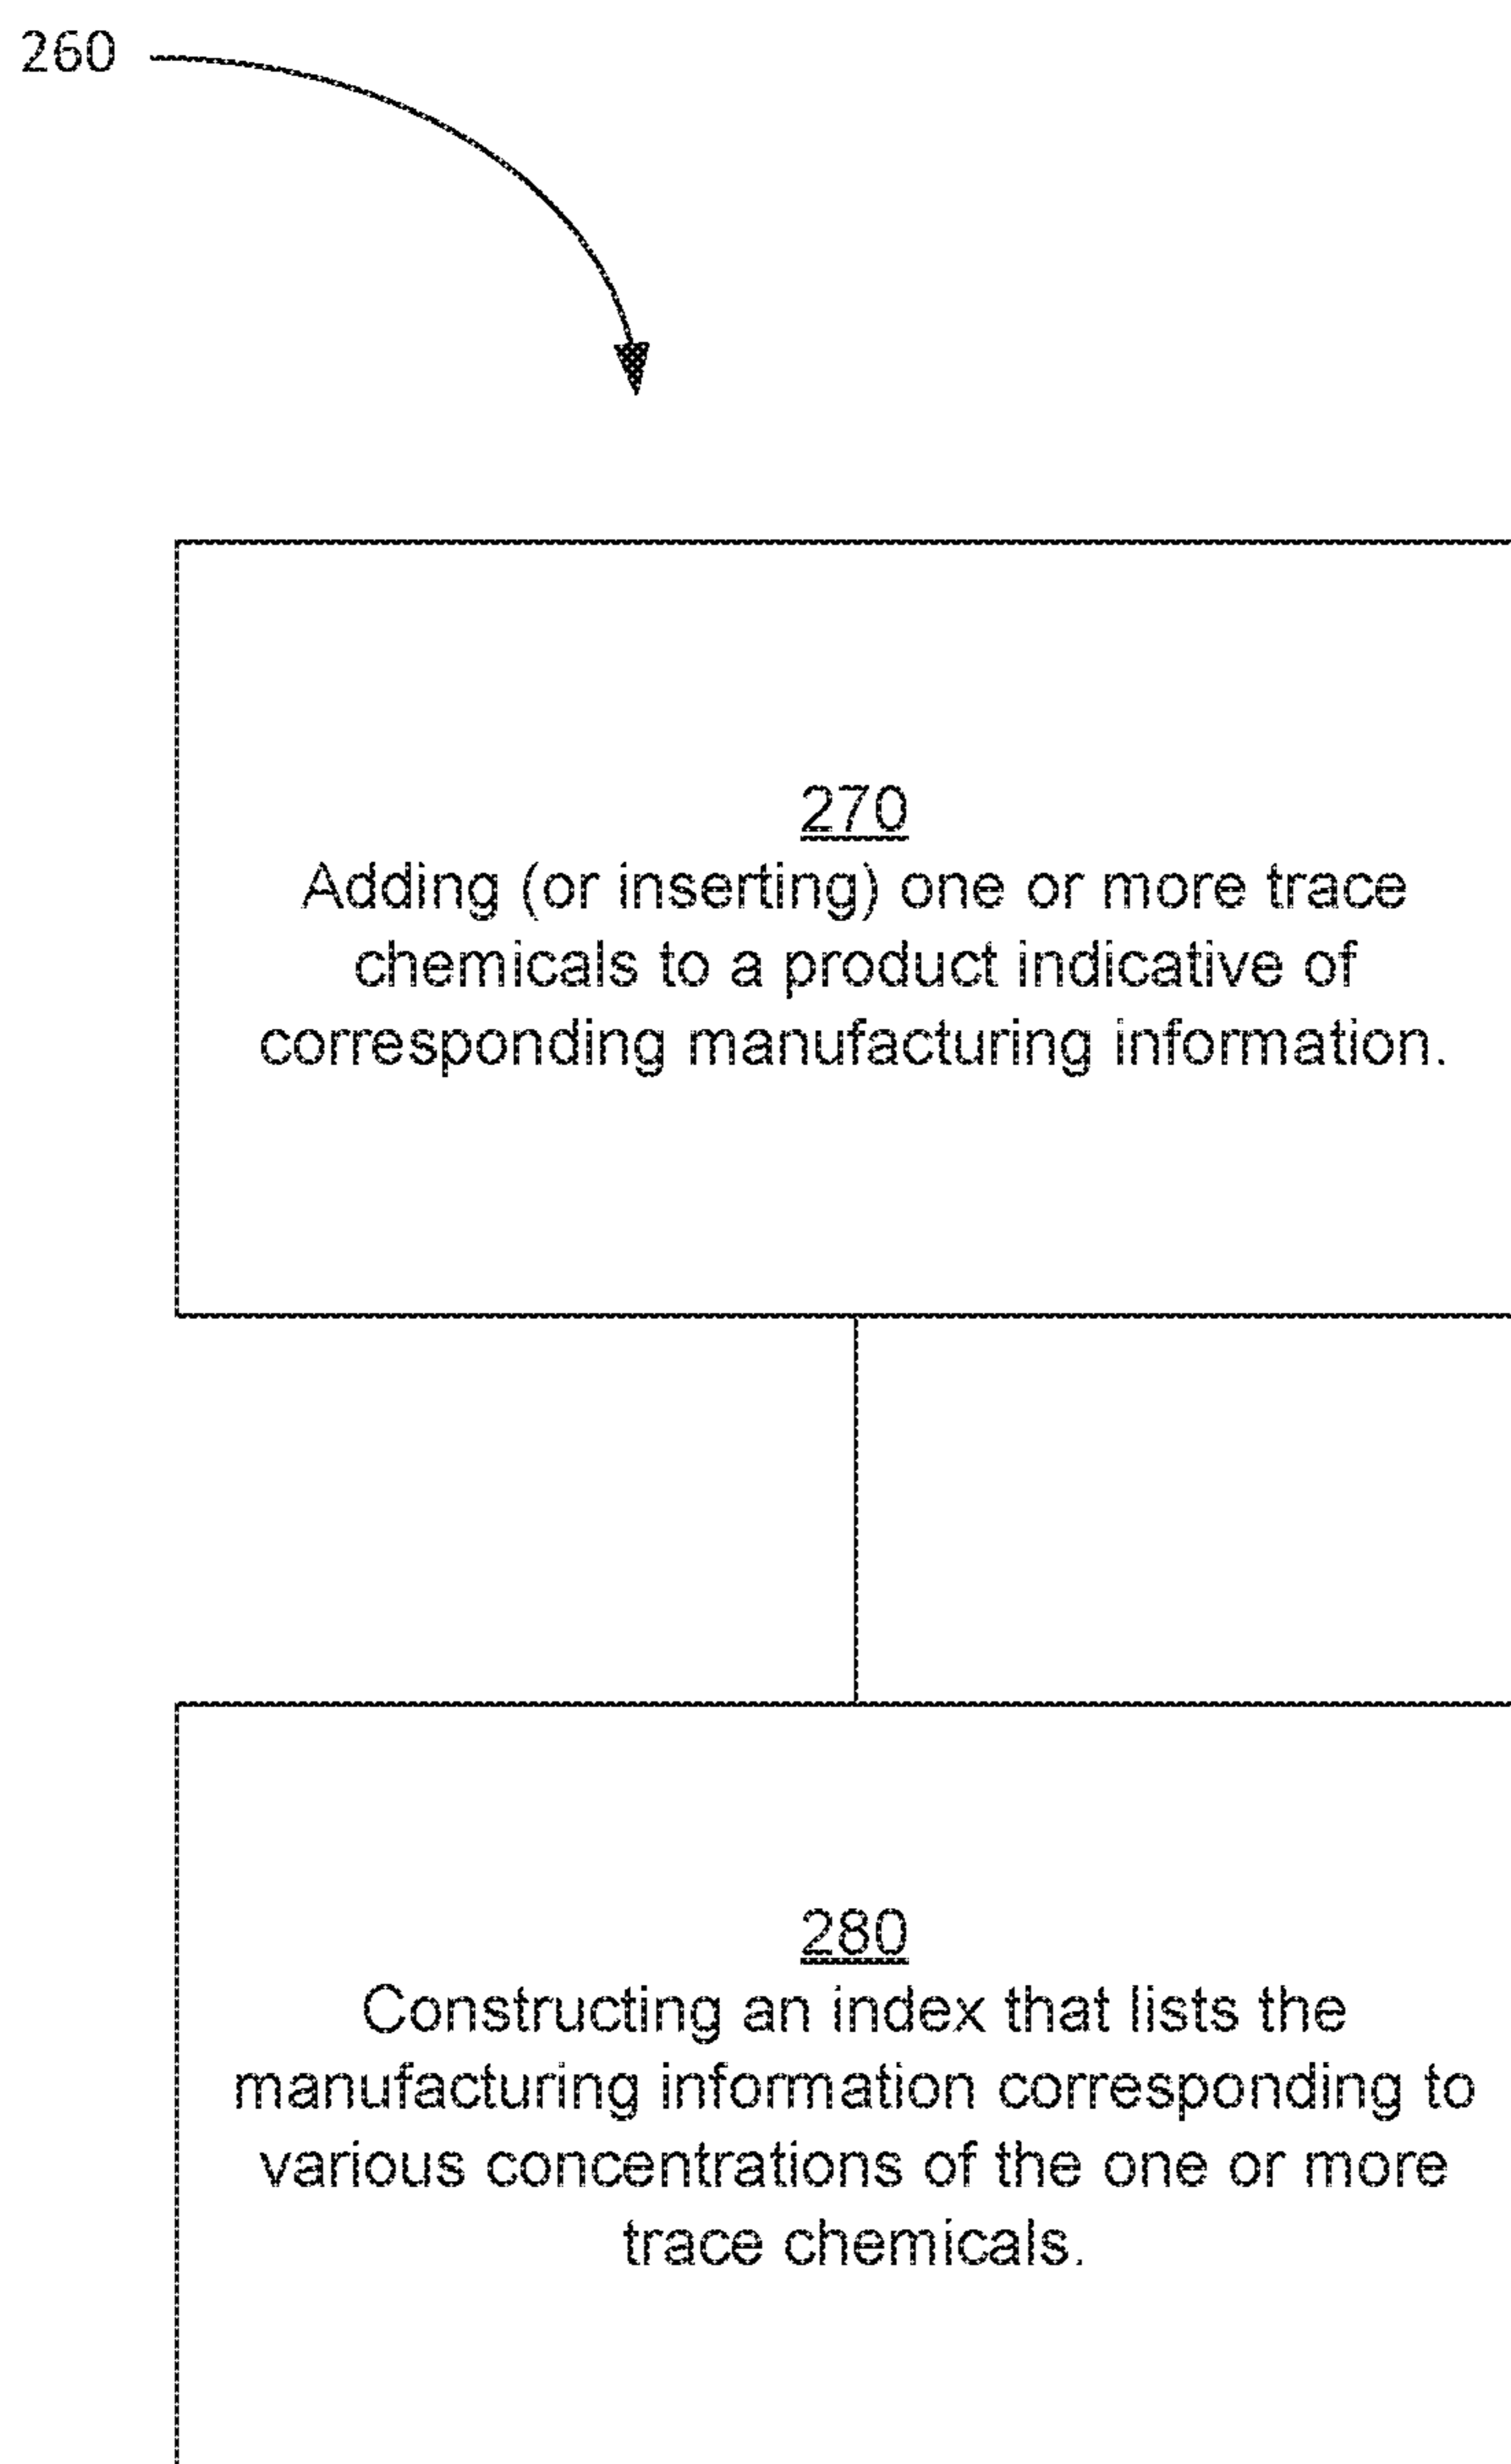 260
270
Adding (or inserting) one or more trace
chemicals to a product indicative of
corresponding manufacturing information.
280
Constructing an index that lists the
manufacturing information corresponding to
various concentrations of the one or more
trace chemicals.